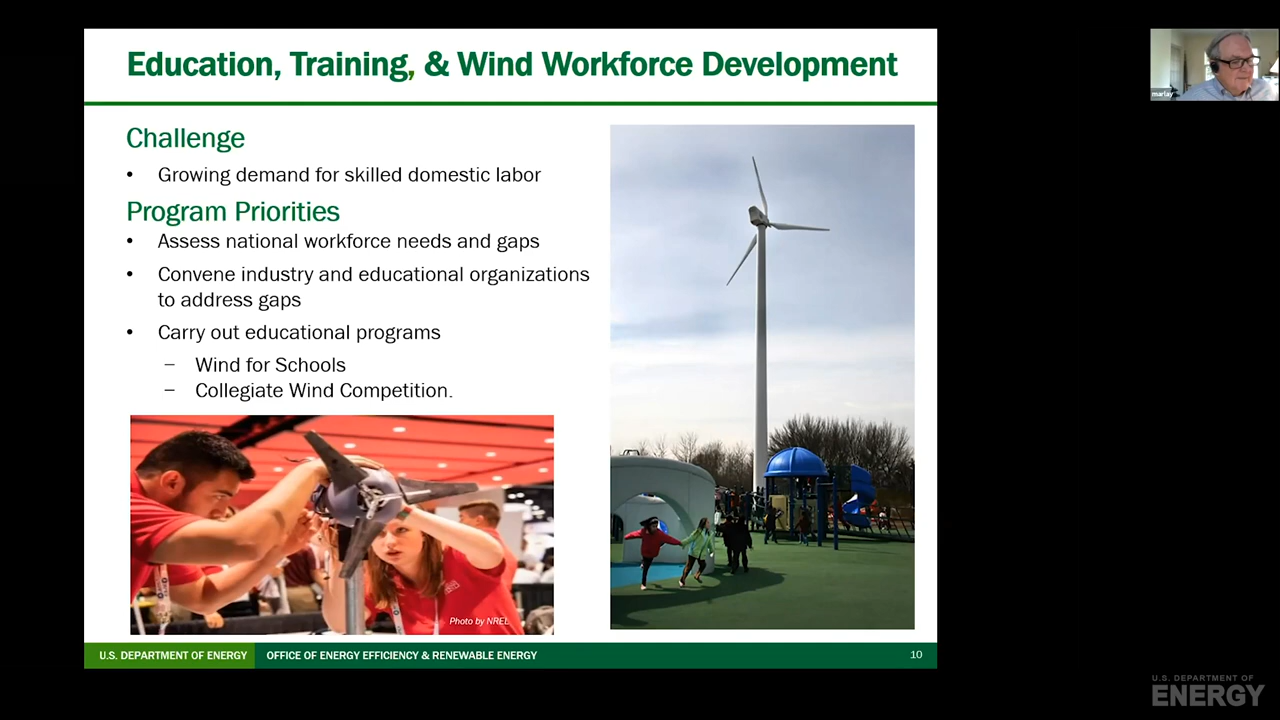 Education, Training, & Wind Workforce Development
Challenge
• Growing demand for skilled domestic labor
Program Priorities
• Assess national workforce needs and gaps
• Convene industry and educational organizations
to address gaps
• Carry out educational programs
– Wind for Schools
– Collegiate Wind Competition.
Photo by NREL
U.S. DEPARTMENT OF ENERGY OFFICE OF ENERGY EFFICIENCY & RENEWABLE ENERGY 10
marlay
U.S. DEPARTMENT OF
ENERGY